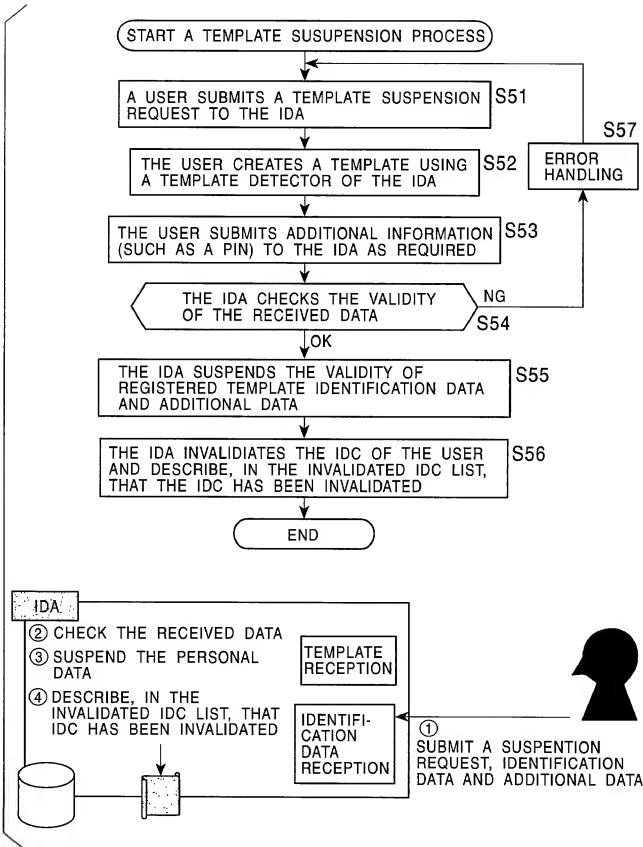 START A TEMPLATE SUSUPENSION PROCESS
A USER SUBMITS A TEMPLATE SUSPENSION
REQUEST TO THE IDA
S51
S57
ERROR
HANDLING
THE USER CREATES A TEMPLATE USING
A TEMPLATE DETECTOR OF THE IDA
S52
THE USER SUBMITS ADDITIONAL INFORMATION
(SUCH AS A PIN) TO THE IDA AS REQUIRED
S53
THE IDA CHECKS THE VALIDITY
OF THE RECEIVED DATA
NG
S54
OK
THE IDA SUSPENDS THE VALIDITY OF
REGISTERED TEMPLATE IDENTIFICATION DATA
AND ADDITIONAL DATA
S55
THE IDA INVALIDIATES THE IDC OF THE USER
AND DESCRIBE, IN THE INVALIDATED IDC LIST,
THAT THE IDC HAS BEEN INVALIDATED
S56
END
IDA
② CHECK THE RECEIVED DATA
③ SUSPEND THE PERSONAL
DATA
④ DESCRIBE, IN THE
INVALIDATED IDC LIST, THAT
IDC HAS BEEN INVALIDATED
TEMPLATE
RECEPTION
IDENTIFI-
CATION
DATA
RECEPTION
①
SUBMIT A SUSPENTION
REQUEST, IDENTIFICATION
DATA AND ADDITIONAL DATA